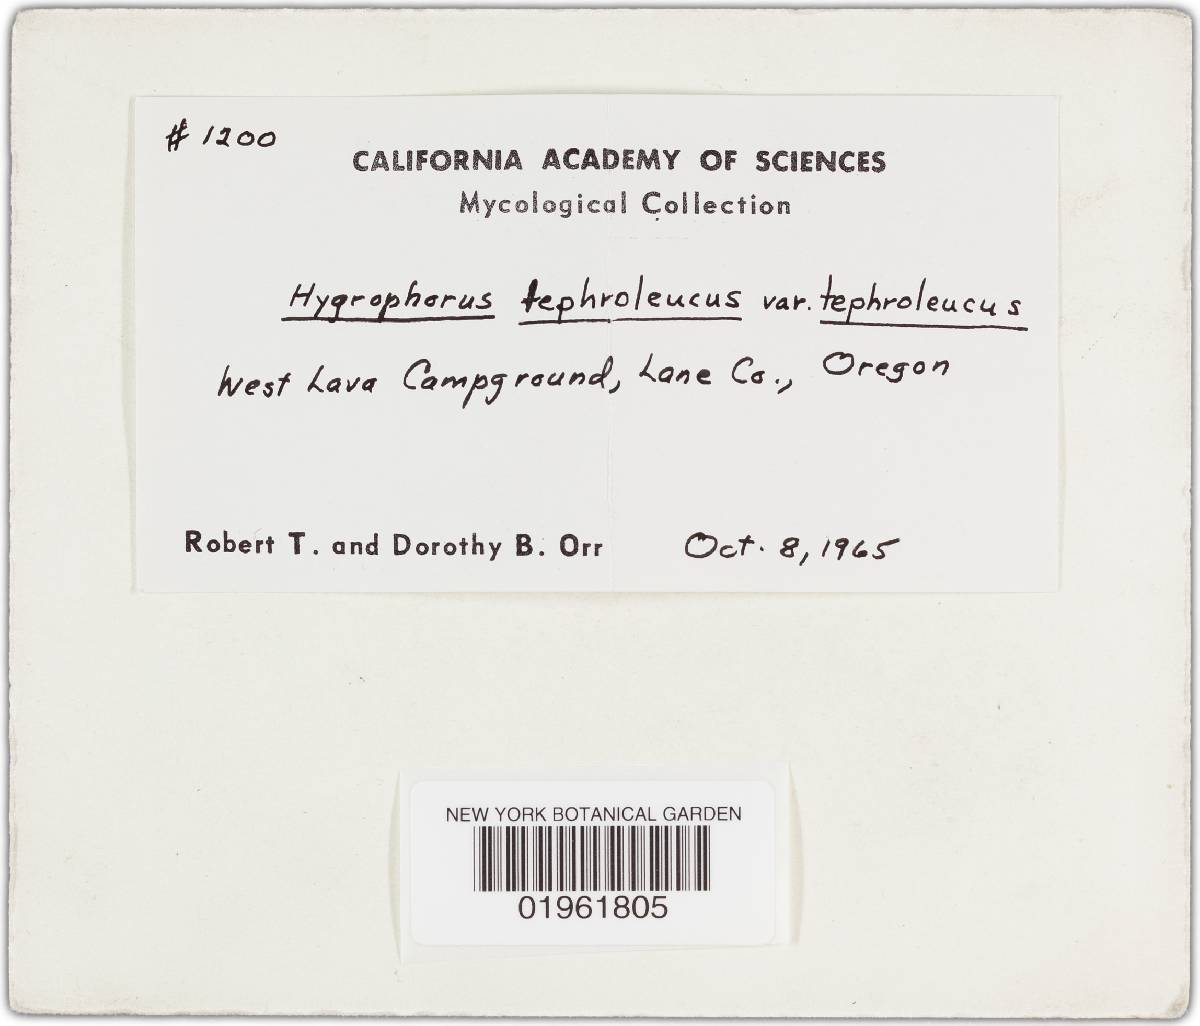 # 1200
CALIFORNIA ACADEMY OF SCIENCES
Mycological Collection
Hygrophorus tephroleucus var. tephroleucus
West Lava Campground, Lane Co., Oregon
Robert T. and Dorothy B. Orr Oct. 8, 1965
NEW YORK BOTANICAL GARDEN
01961805